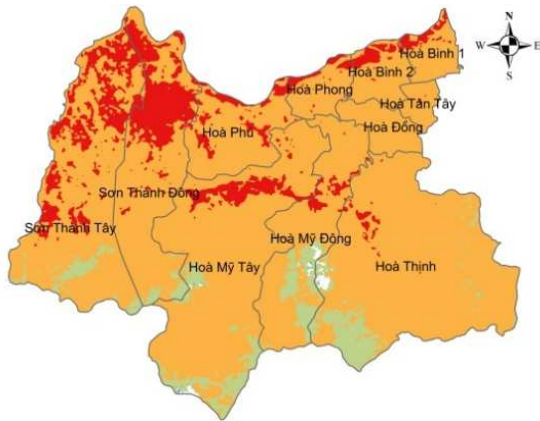 N
W E
S
Hoà Bình 1
Hoà Bình 2
Hoà Phong
Hoà Tân Tây
Hoà Phú
Hoà Đồng
Sơn Thành Đông
Sơn Thành Tây
Hoà Mỹ Đông
Hoà Mỹ Tây
Hoà Thịnh